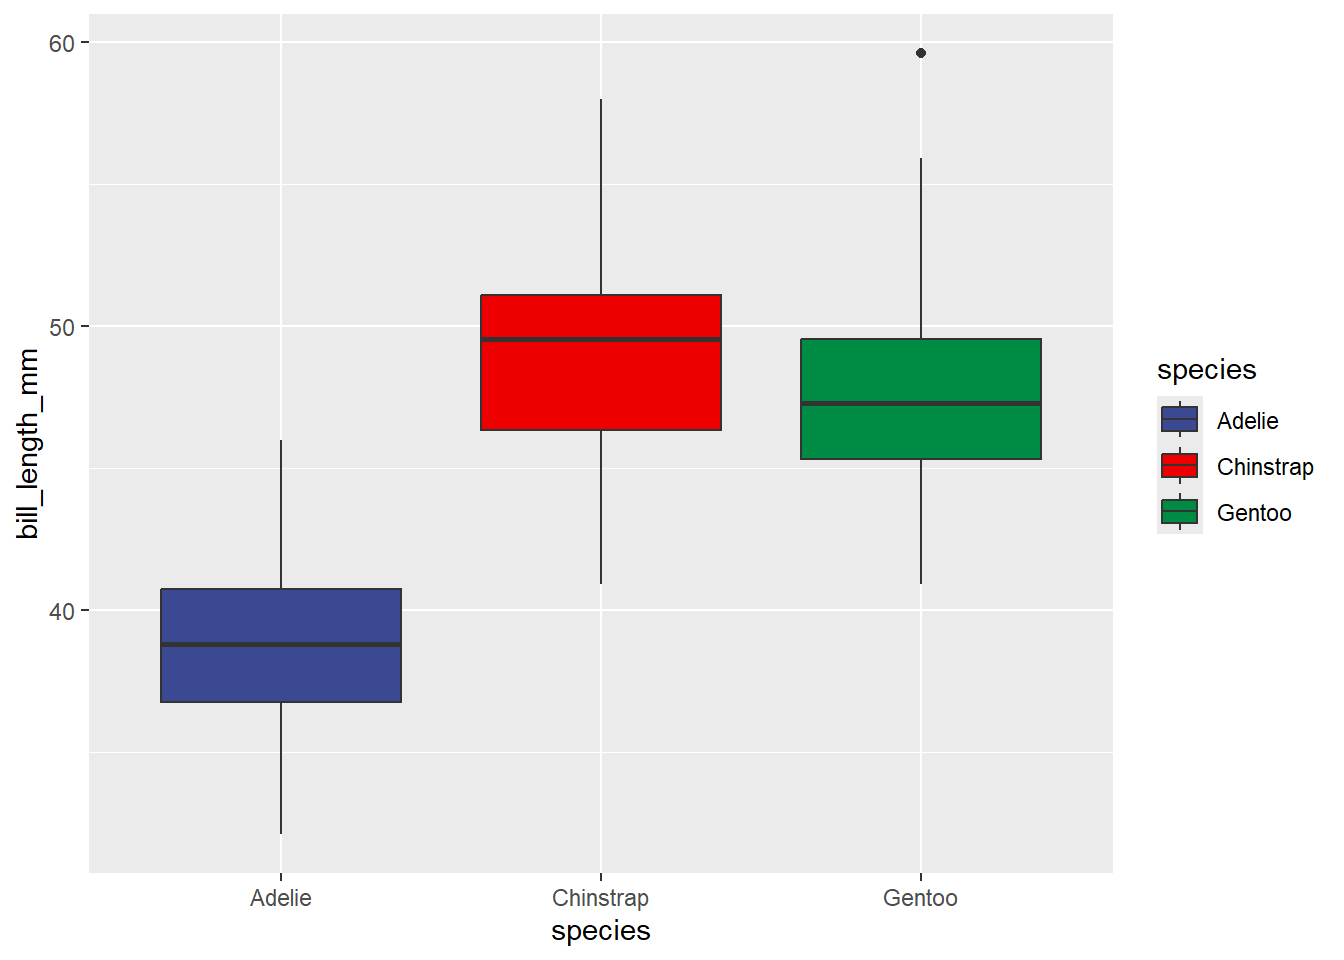 60
50
40
bill_length_mm
Adelie
Chinstrap
Gentoo
species
species
Adelie
Chinstrap
Gentoo